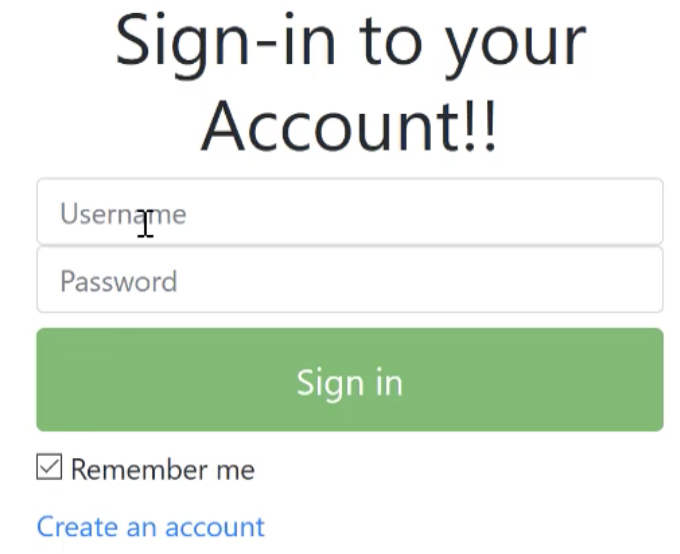 Sign-in to your
Account!!
Username
Password
Sign in
Remember me
Create an account